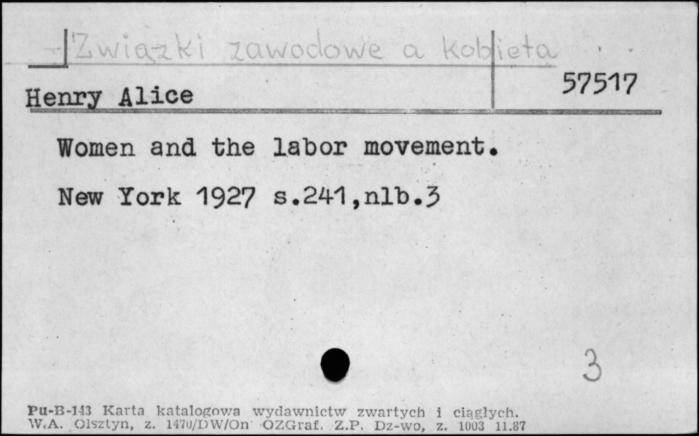 Związki zawodowe a kobieta
57517
Henry Alice
Women and the labor movement.
New York 1927 s.241,nlb.3
3
Pu-B-143 Karta katalogowa wydawnictw zwartych i ciągłych.
W.A. Olsztyn, z. 1470/DW/On OZGraf. Z.P. Dz-wo, z. 1003 11.87